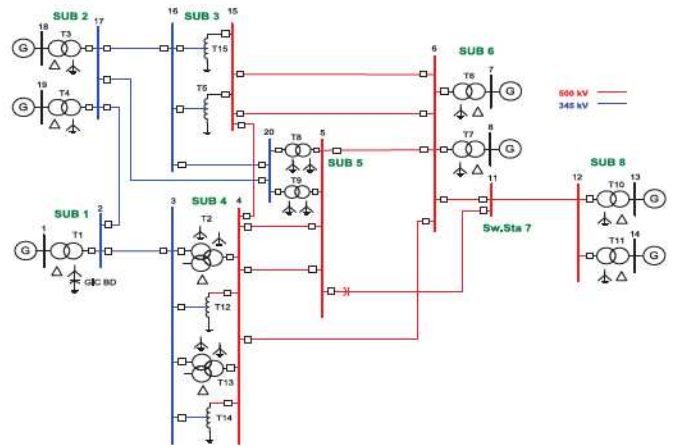 SUB 2
17
16
SUB 3
15
18
T3
G
T15
6
SUB 6
T6
7
G
500 kV
345 kV
19
T4
G
T5
20
T8
5
T7
8
G
SUB 5
T9
11
12
SUB 8
T10
13
G
SUB 1
2
3
SUB 4
4
T2
Sw.Sta 7
1
T1
G
T11
14
G
GIC BD
T12
T13
T14